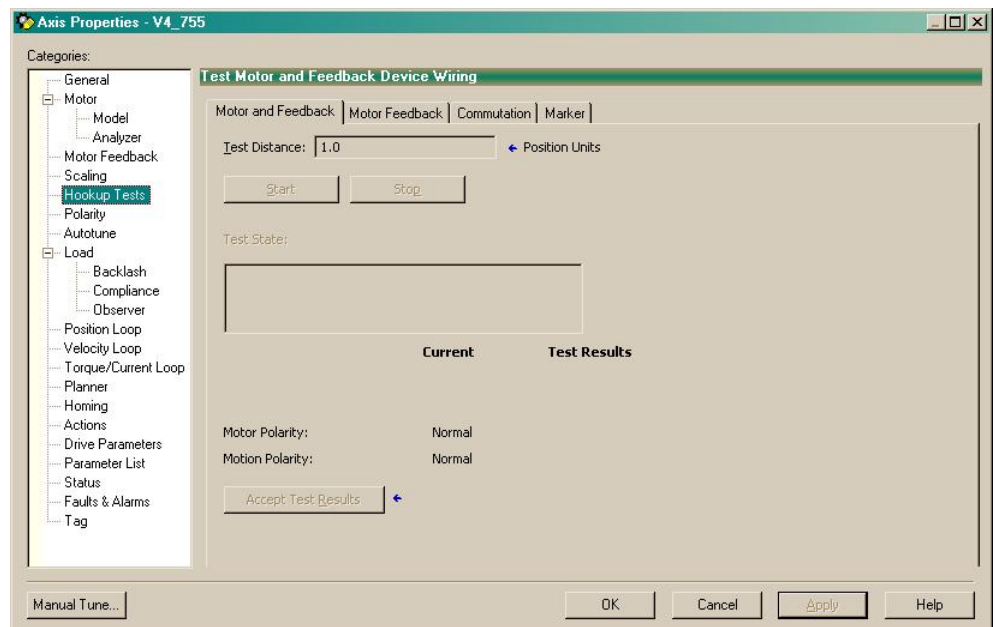 Axis Properties - V4_755
Categories:
General
Motor
Model
Analyzer
Motor Feedback
Scaling
Hookup Tests
Polarity
Autotune
Load
Backlash
Compliance
Observer
Position Loop
Velocity Loop
Torque/Current Loop
Planner
Homing
Actions
Drive Parameters
Parameter List
Status
Faults & Alarms
Tag
Test Motor and Feedback Device Wiring
Motor and Feedback Motor Feedback Commutation Marker
Test Distance: 1.0 Position Units
Start Stop
Test State:
Current Test Results
Motor Polarity: Normal
Motion Polarity: Normal
Accept Test Results
Manual Tune... OK Cancel Apply Help